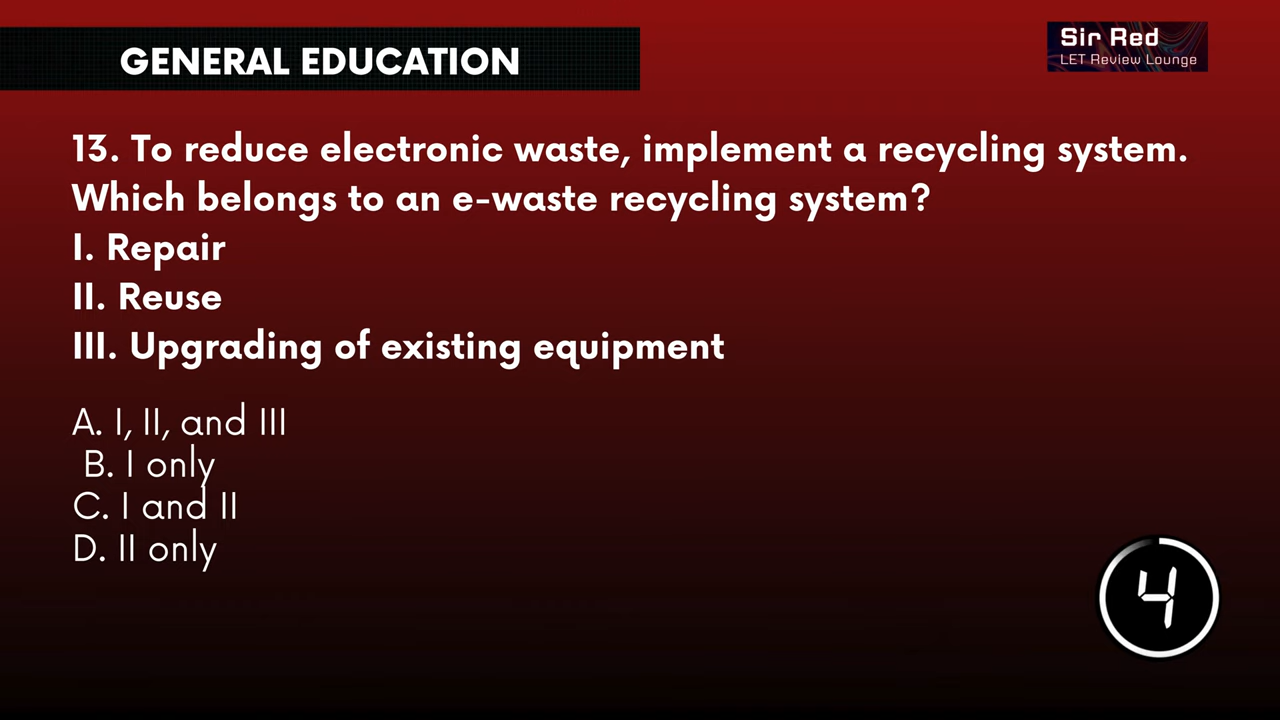 GENERAL EDUCATION
Sir Red
LET Review Lounge
13. To reduce electronic waste, implement a recycling system.
Which belongs to an e-waste recycling system?
I. Repair
II. Reuse
III. Upgrading of existing equipment
A. I, II, and III
B. I only
C. I and II
D. II only
4